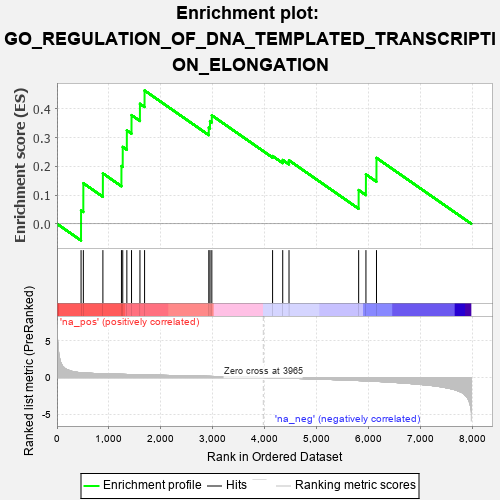 Enrichment plot:
GO_REGULATION_OF_DNA_TEMPLATED_TRANSCRIPTI
ON_ELONGATION
Enrichment score (ES)
0.4
0.3
0.2
0.1
0.0
'na_pos' (positively correlated)
Ranked list metric (PreRanked)
5
0
-5
Zero cross at 3965
'na_neg' (negatively correlated)
0
1,000
2,000
3,000
4,000
5,000
6,000
7,000
8,000
Rank in Ordered Dataset
Enrichment profile
Hits
Ranking metric scores